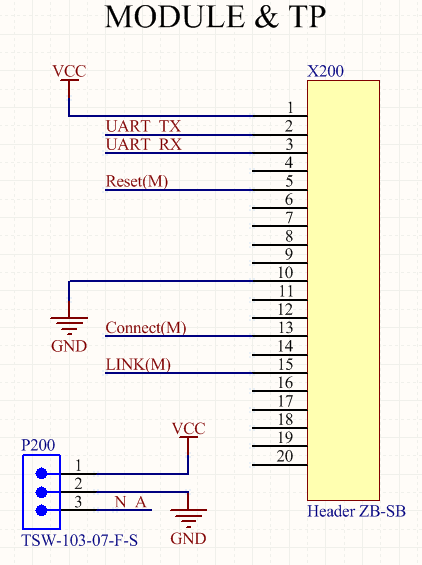 MODULE & TP
VCC
X200
1
UART_TX
2
UART_RX
3
4
Reset(M)
5
6
7
8
9
10
11
12
Connect(M)
13
GND
14
LINK(M)
15
16
17
VCC
18
P200
19
1
20
2
3
N_A
Header ZB-SB
TSW-103-07-F-S
GND